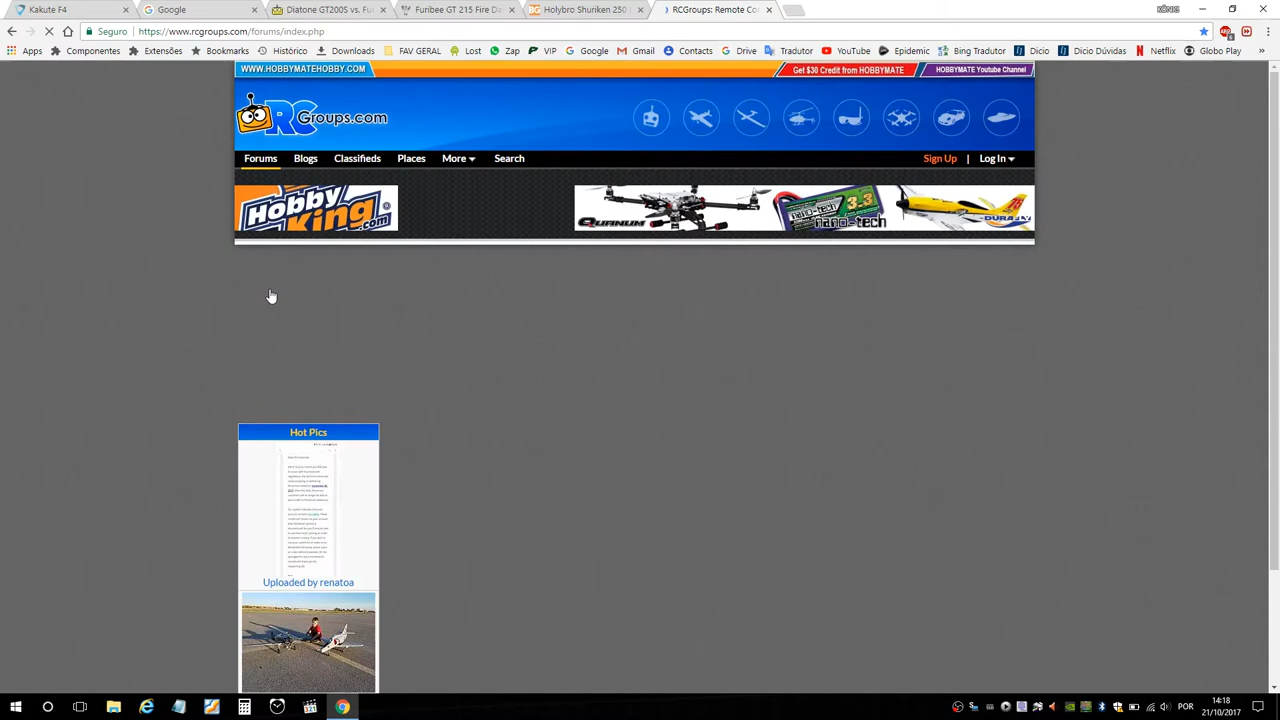 Kakute F4
Google
Diatone GT200S vs. Fu
Furibee GT 215 Fire Da
Holybro Shuriken 250
RCGroups: Remote Co
KÖNIG
Seguro
https://www.rcgroups.com/forums/index.php
Apps
Componentes
Extensões
Bookmarks
Histórico
Downloads
FAV GERAL
Lost
Pen
VIP
Google
Gmail
Contacts
Drive
Tradutor
YouTube
Epidemic
Bing Tradutor
Dicio
Dicio Dúvidas
Netflix
Globo Play
WWW.HOBBYMATEHOBBY.COM
Get $30 Credit from HOBBYMATE
HOBBYMATE Youtube Channel
RCGroups.com
Forums
Blogs
Classifieds
Places
More
Search
Sign Up
|
Log In
HobbyKing.com
QUANUM
nano-tech
3.3
nano-tech
DURAFLY
Hot Pics
Uploaded by renatoa
POR
14:18
21/10/2017